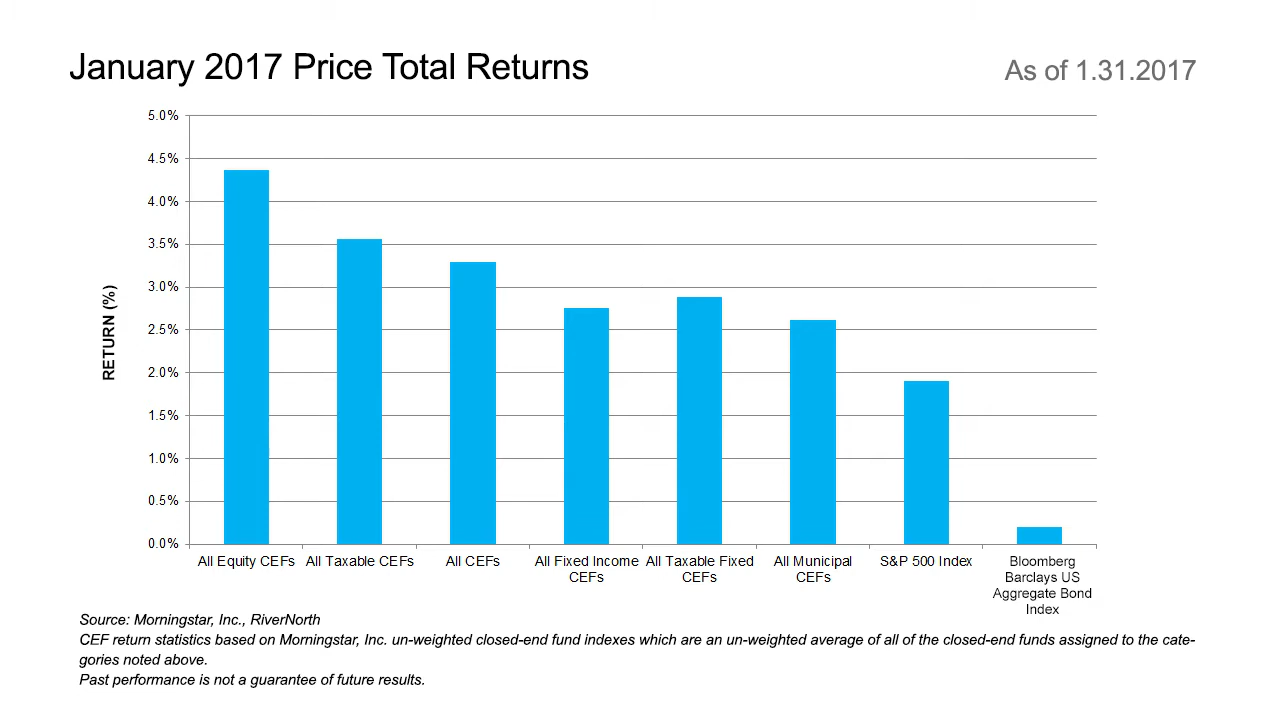 January 2017 Price Total Returns
As of 1.31.2017
5.0%
4.5%
4.0%
3.5%
3.0%
2.5%
2.0%
1.5%
1.0%
0.5%
0.0%
RETURN (%)
All Equity CEFs
All Taxable CEFs
All CEFs
All Fixed Income
CEFs
All Taxable Fixed
CEFs
All Municipal
CEFs
S&P 500 Index
Bloomberg
Barclays US
Aggregate Bond
Index
Source: Morningstar, Inc., RiverNorth
CEF return statistics based on Morningstar, Inc. un-weighted closed-end fund indexes which are an un-weighted average of all of the closed-end funds assigned to the cate-
gories noted above.
Past performance is not a guarantee of future results.